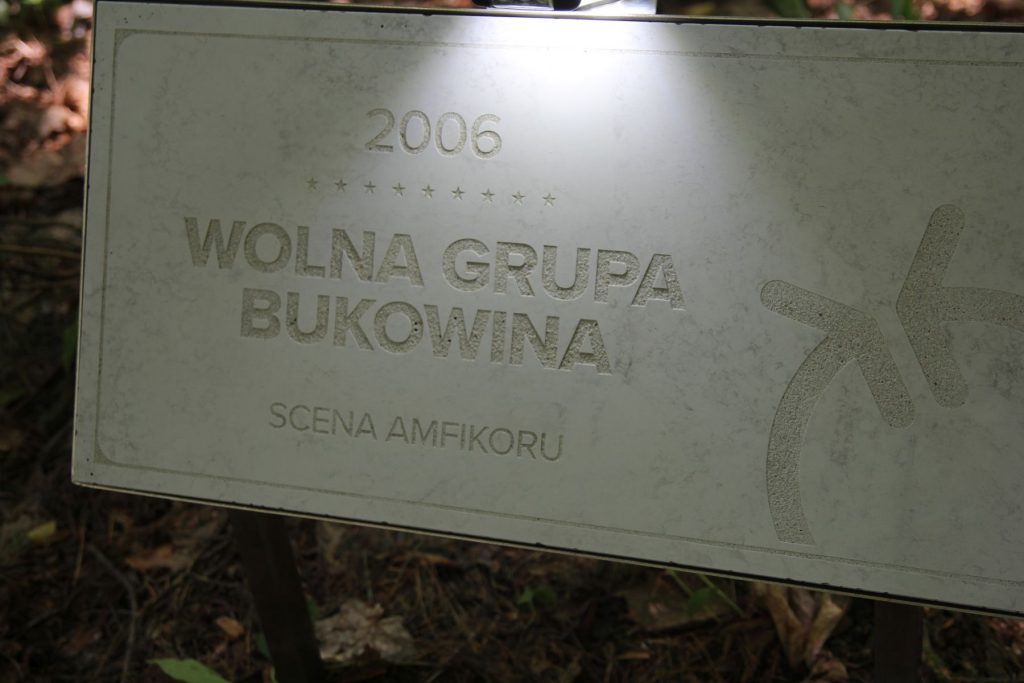 2006
WOLNA GRUPA
BUKOWINA
SCENA AMFIKORU